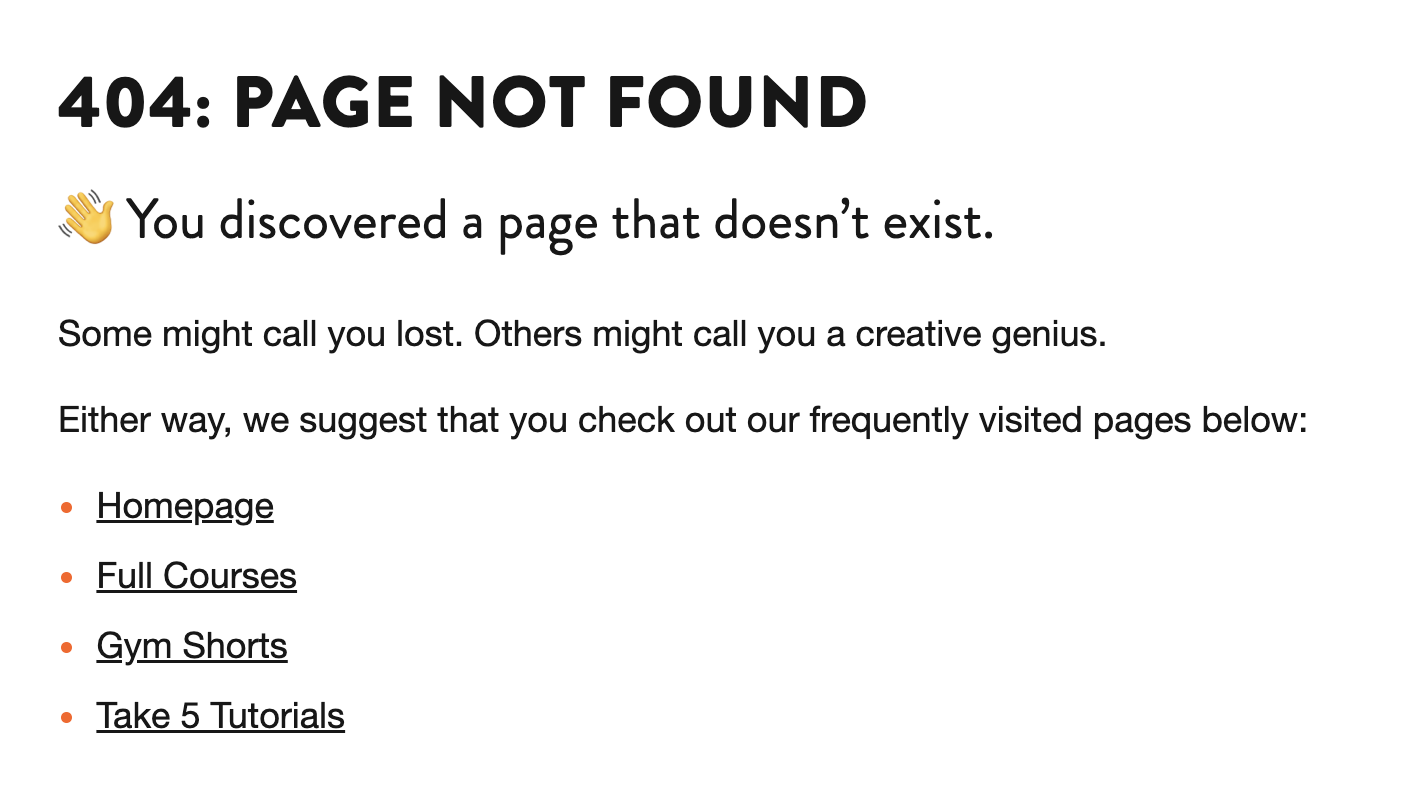 404: PAGE NOT FOUND
👋 You discovered a page that doesn’t exist.
Some might call you lost. Others might call you a creative genius.
Either way, we suggest that you check out our frequently visited pages below:
• Homepage
• Full Courses
• Gym Shorts
• Take 5 Tutorials